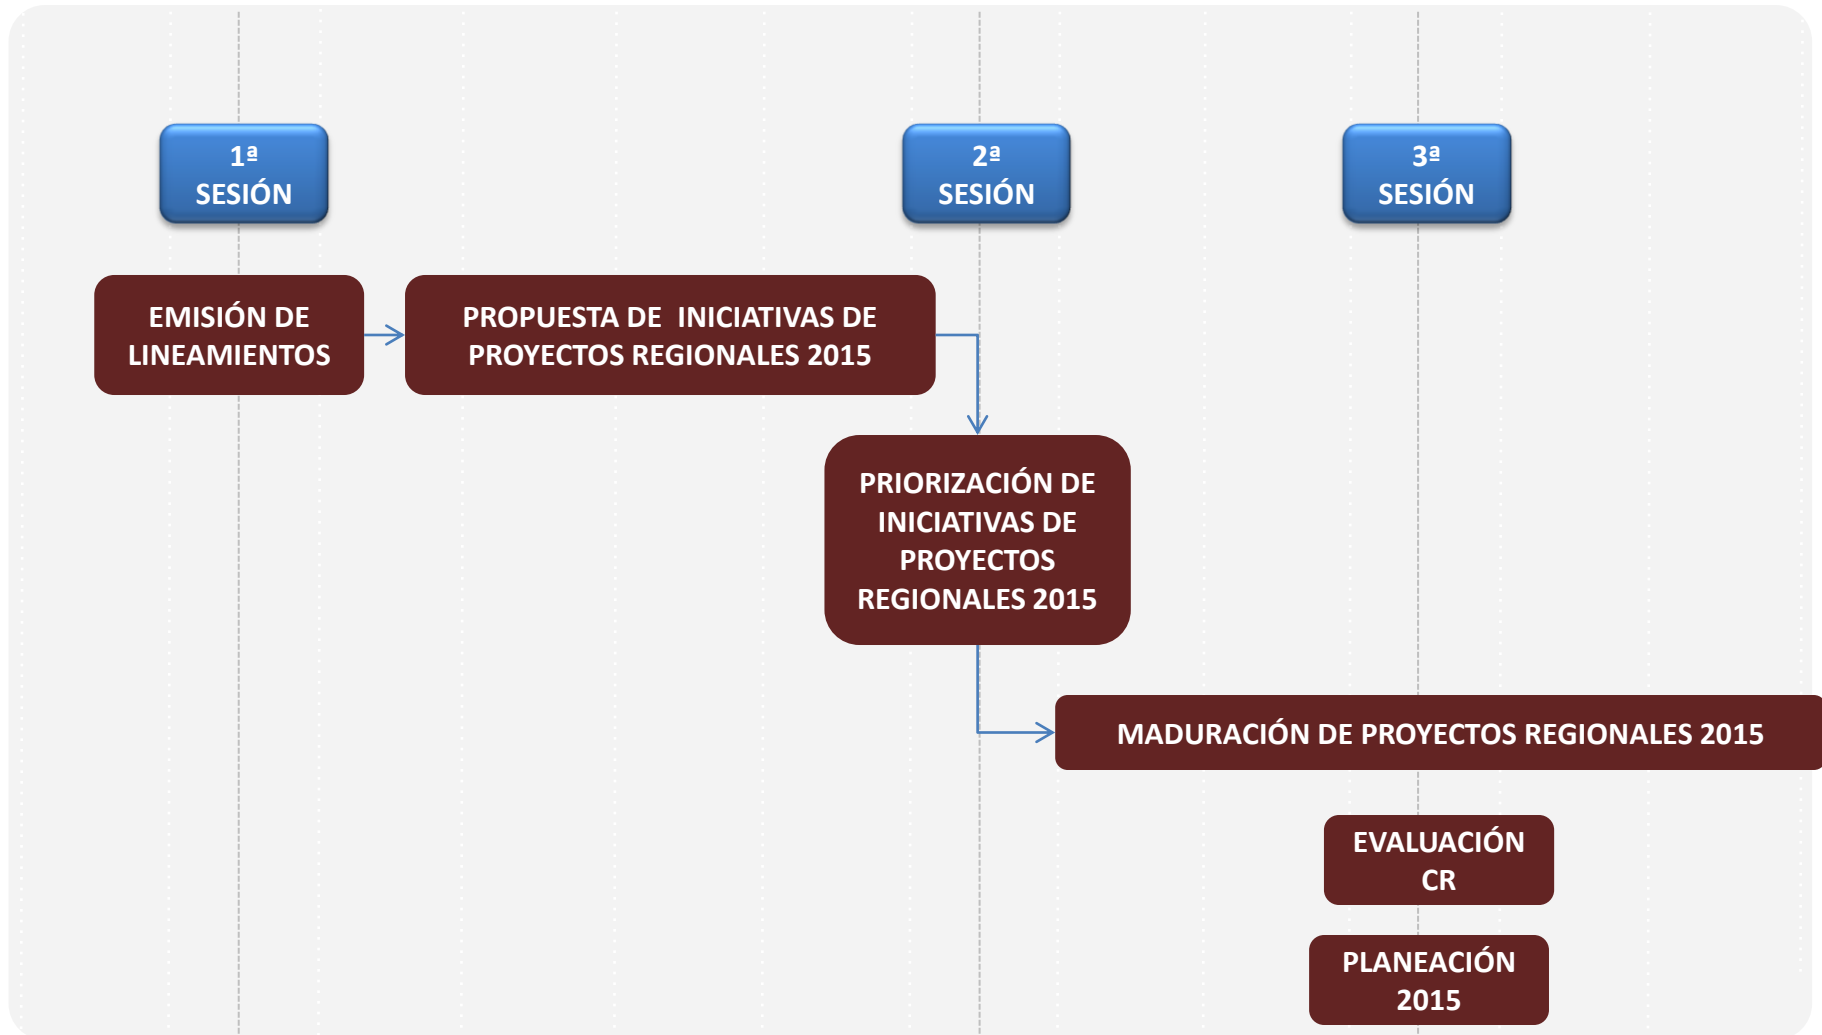 1ª
SESIÓN
2ª
SESIÓN
3ª
SESIÓN
EMISIÓN DE
LINEAMIENTOS
PROPUESTA DE  INICIATIVAS DE
PROYECTOS REGIONALES 2015
PRIORIZACIÓN DE
INICIATIVAS DE
PROYECTOS
REGIONALES 2015
MADURACIÓN DE PROYECTOS REGIONALES 2015
EVALUACIÓN
CR
PLANEACIÓN
2015